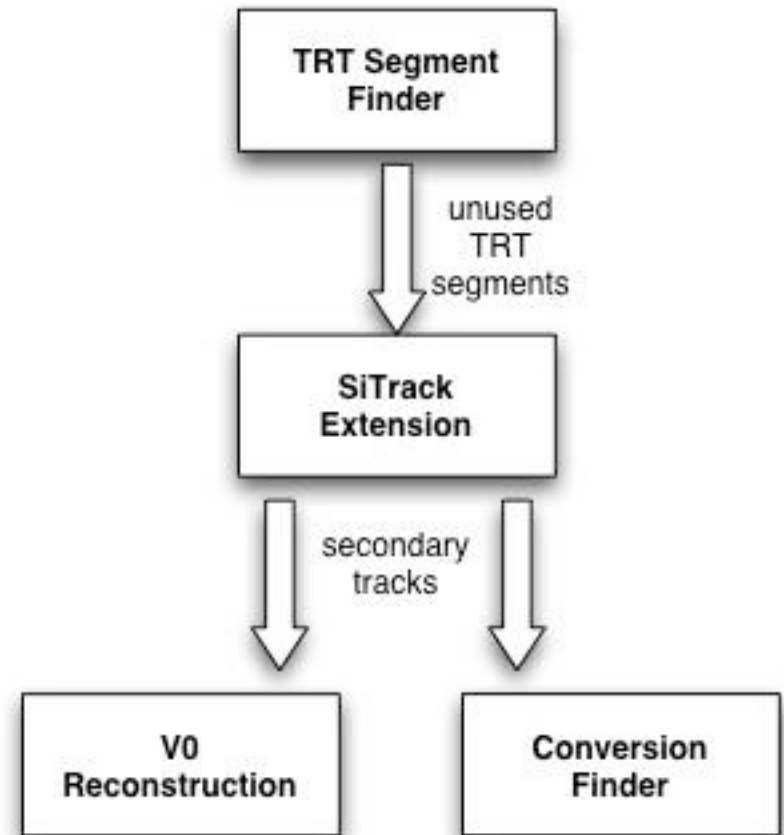 TRT Segment
Finder
unused
TRT
segments
SiTrack
Extension
secondary
tracks
V0
Reconstruction
Conversion
Finder